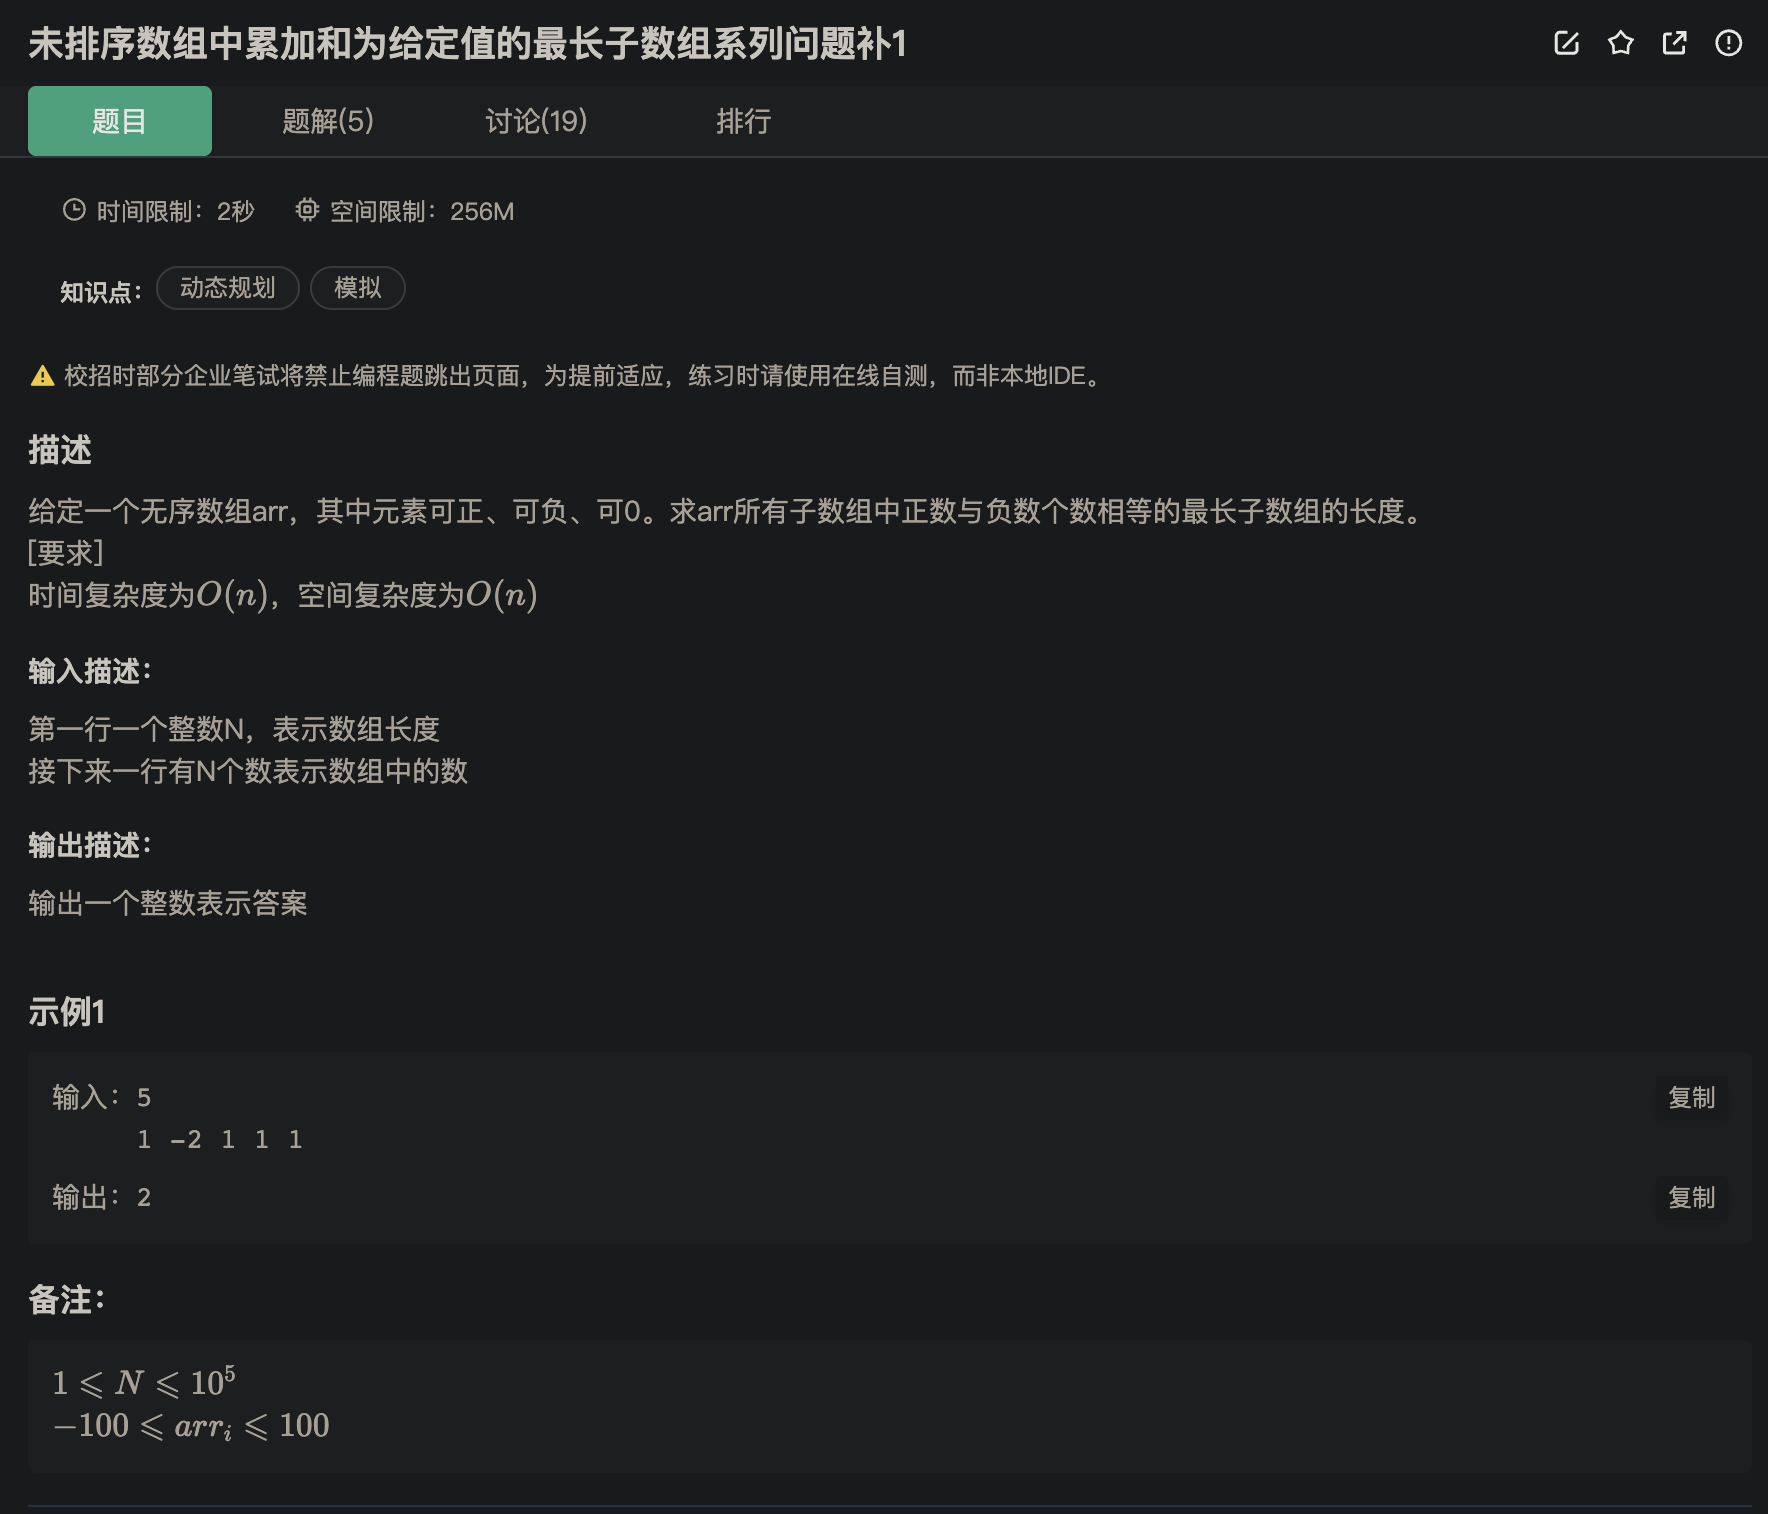 未排序数组中累加和为给定值的最长子数组系列问题补1
题目 题解(5) 讨论(19) 排行
时间限制：2秒 空间限制：256M
知识点： 动态规划 模拟
校招时部分企业笔试将禁止编程题跳出页面，为提前适应，练习时请使用在线自测，而非本地IDE。
描述
给定一个无序数组arr，其中元素可正、可负、可0。求arr所有子数组中正数与负数个数相等的最长子数组的长度。
[要求]
时间复杂度为O(n)，空间复杂度为O(n)
输入描述：
第一行一个整数N，表示数组长度
接下来一行有N个数表示数组中的数
输出描述：
输出一个整数表示答案
示例1
输入：5 复制
1 -2 1 1 1
输出：2 复制
备注：
1 ⩽ N ⩽ 10^5
−100 ⩽ arr_i ⩽ 100